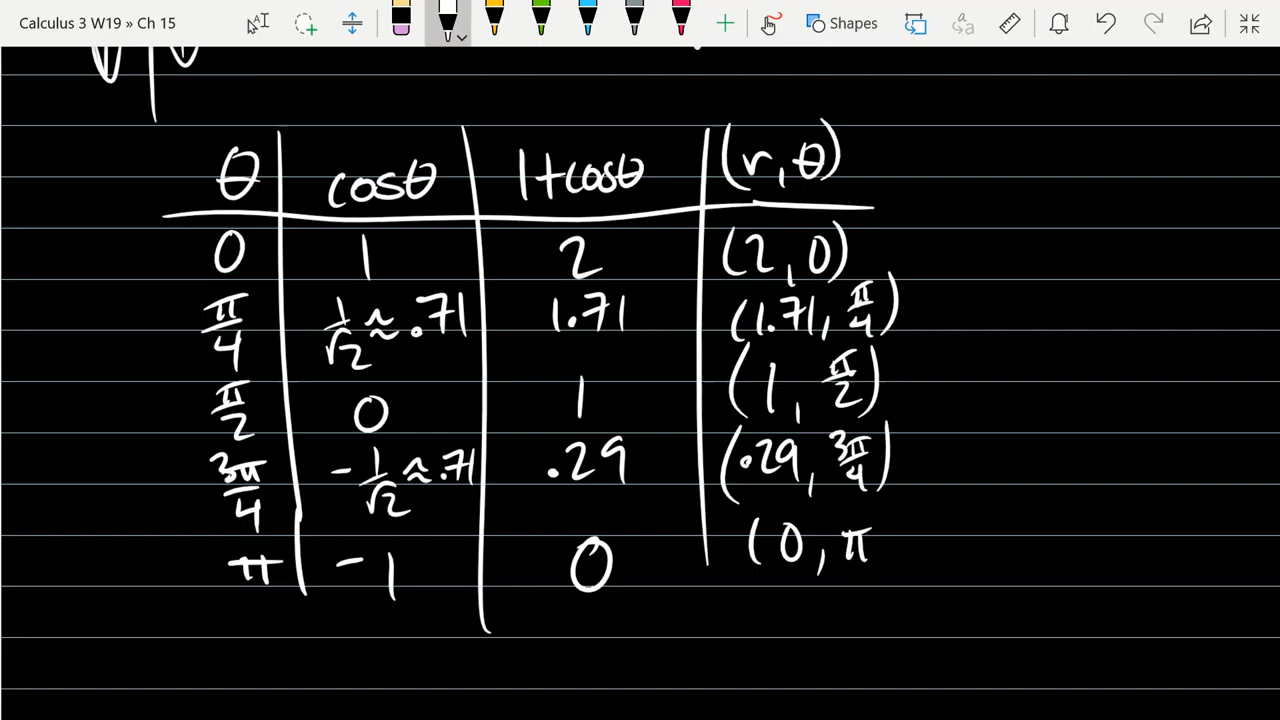 Calculus 3 W19 » Ch 15
Shapes
θ cosθ 1+cosθ (r,θ)
0 1 2 (2,0)
π/4 1/√2≈.71 1.71 (1.71, π/4)
π/2 0 1 (1, π/2)
3π/4 -1/√2≈.71 .29 (.29, 3π/4)
π -1 0 (0, π